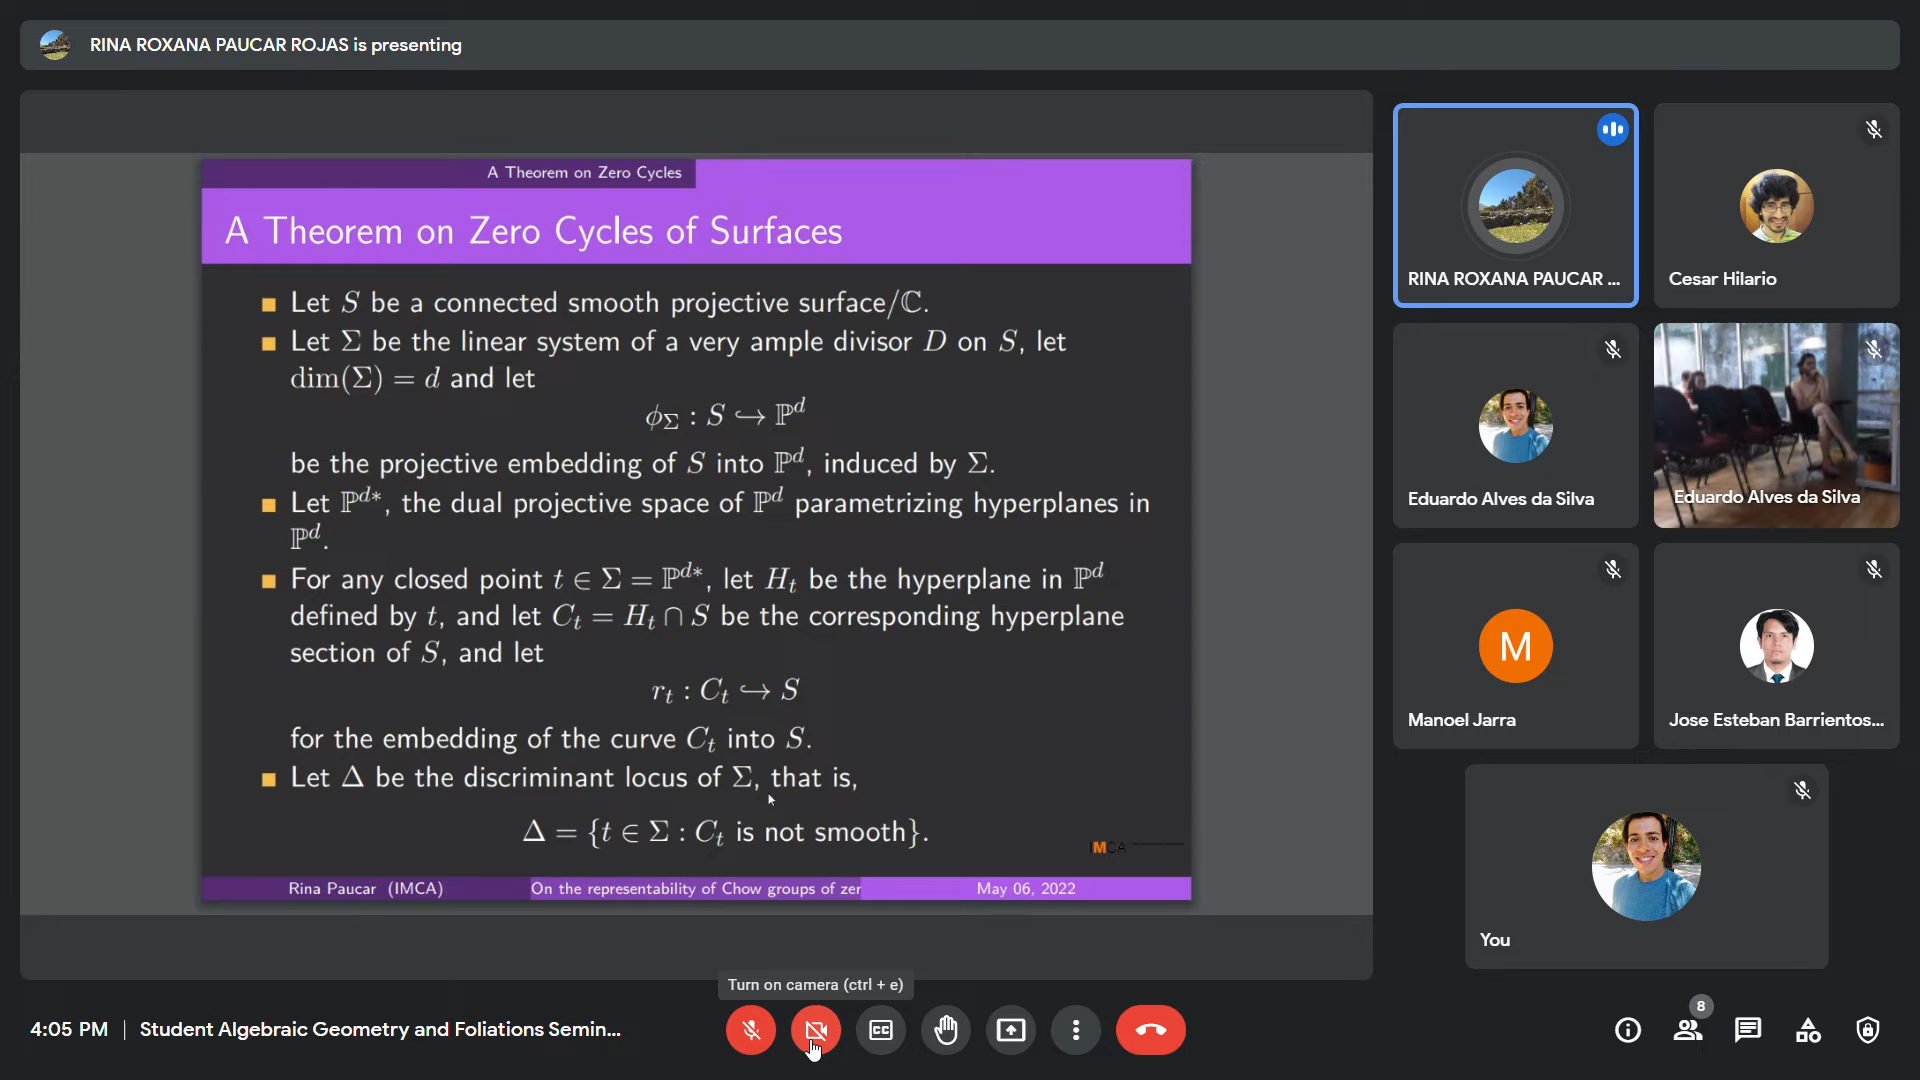 RINA ROXANA PAUCAR ROJAS is presenting
A Theorem on Zero Cycles
A Theorem on Zero Cycles of Surfaces
Let S be a connected smooth projective surface/ℂ.
Let Σ be the linear system of a very ample divisor D on S, let
dim(Σ) = d and let
ϕ_Σ : S ↪ ℙ^d
be the projective embedding of S into ℙ^d, induced by Σ.
Let ℙ^{d*}, the dual projective space of ℙ^d parametrizing hyperplanes in
ℙ^d.
For any closed point t ∈ Σ = ℙ^{d*}, let H_t be the hyperplane in ℙ^d
defined by t, and let C_t = H_t ∩ S be the corresponding hyperplane
section of S, and let
r_t : C_t ↪ S
for the embedding of the curve C_t into S.
Let Δ be the discriminant locus of Σ, that is,
Δ = {t ∈ Σ : C_t is not smooth}.
IMCA
Rina Paucar (IMCA)
On the representability of Chow groups of zer
May 06, 2022
RINA ROXANA PAUCAR ...
Cesar Hilario
Eduardo Alves da Silva
Eduardo Alves da Silva
M
Manoel Jarra
Jose Esteban Barrientos...
You
Turn on camera (ctrl + e)
4:05 PM | Student Algebraic Geometry and Foliations Semin...
CC
8